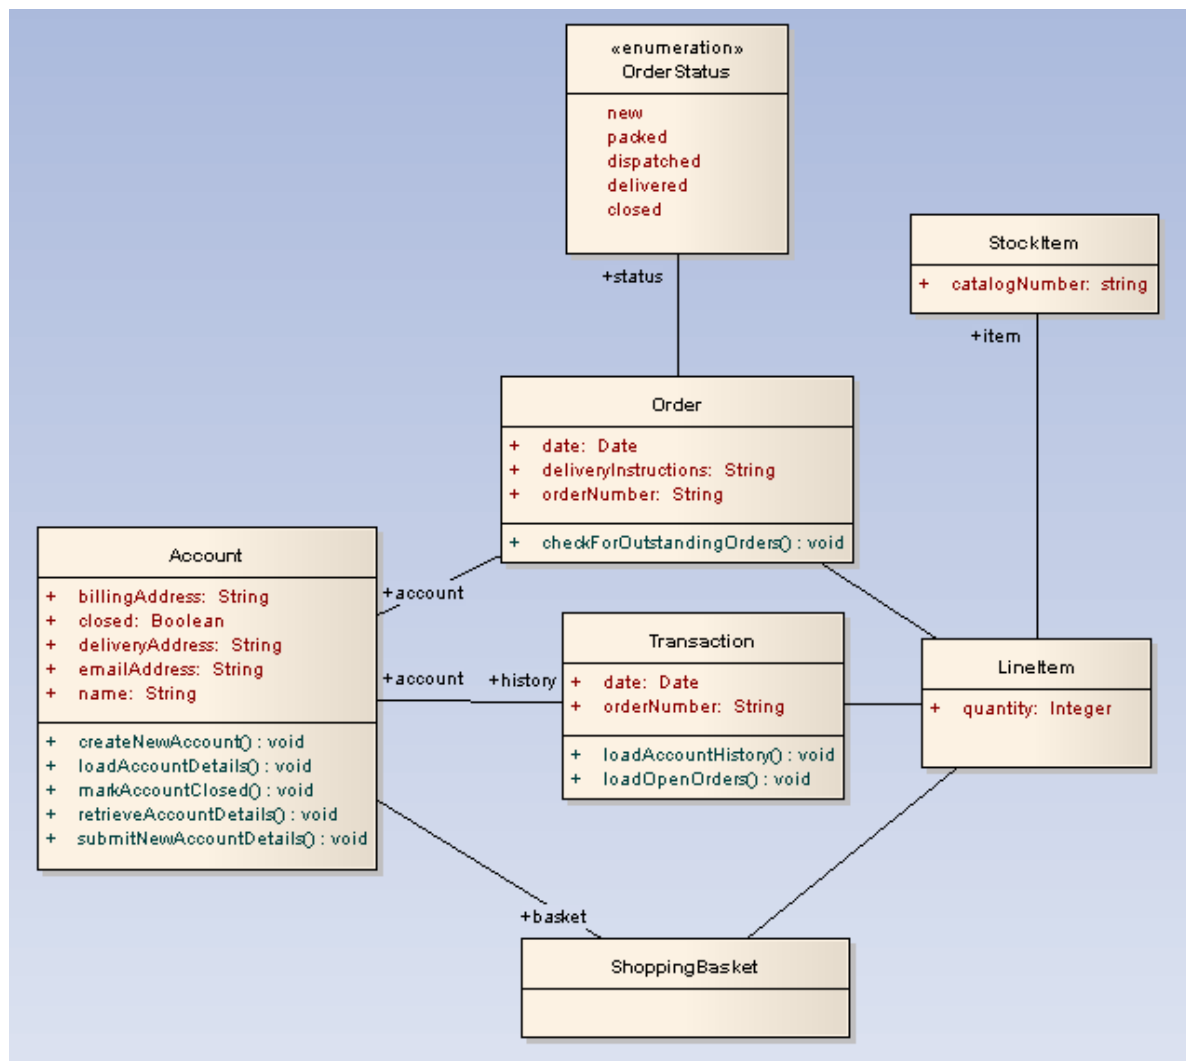 «enumeration»
OrderStatus
new
packed
dispatched
delivered
closed
+status
StockItem
+ catalogNumber: string
+item
Order
+ date: Date
+ deliveryInstructions: String
+ orderNumber: String
+ checkForOutstandingOrders() : void
Account
+ billingAddress: String
+ closed: Boolean
+ deliveryAddress: String
+ emailAddress: String
+ name: String
+ createNewAccount() : void
+ loadAccountDetails() : void
+ markAccountClosed() : void
+ retrieveAccountDetails() : void
+ submitNewAccountDetails() : void
+account
+account
+history
Transaction
+ date: Date
+ orderNumber: String
+ loadAccountHistory() : void
+ loadOpenOrders() : void
LineItem
+ quantity: Integer
+basket
ShoppingBasket